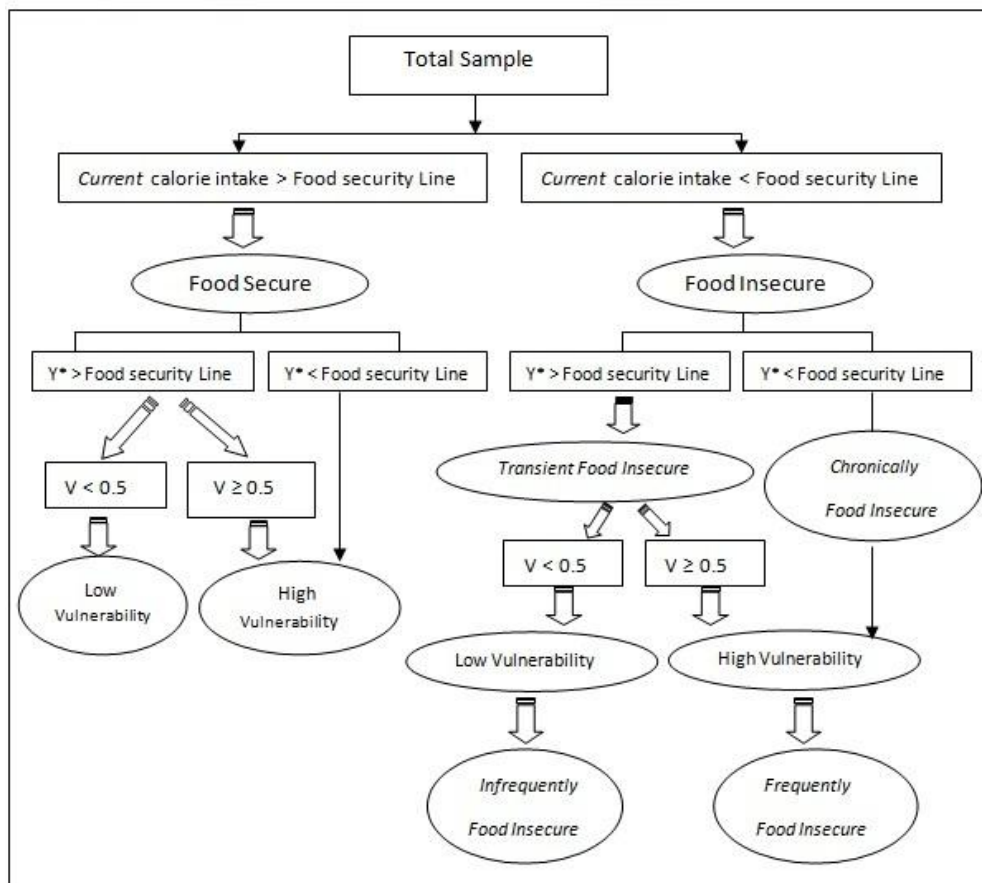 Total Sample
Current calorie intake > Food security Line
Current calorie intake < Food security Line
Food Secure
Food Insecure
Y* > Food security Line
Y* < Food security Line
Y* > Food security Line
Y* < Food security Line
Transient Food Insecure
Chronically
Food Insecure
V < 0.5
V ≥ 0.5
V < 0.5
V ≥ 0.5
Low
Vulnerability
High
Vulnerability
Low Vulnerability
High Vulnerability
Infrequently
Food Insecure
Frequently
Food Insecure